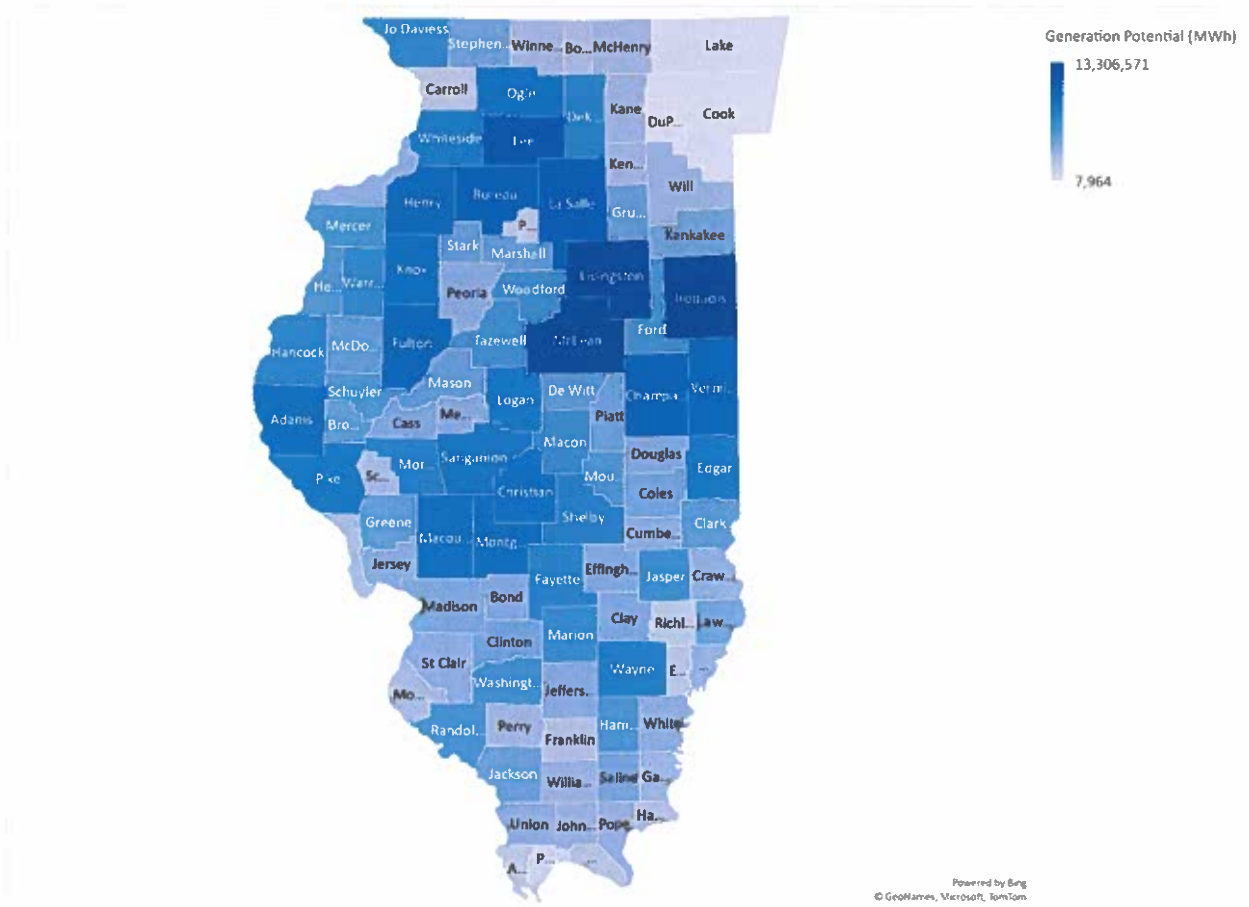 Jo Daviess
Stephen...
Winne...
Bo...
McHenry
Lake
Generation Potential (MWh)
13,306,571
7,964
Carroll
Ogle
Dek...
Kane
DuP...
Cook
Whiteside
Lee
Ken...
Will
Henry
Bureau
La Salle
Gru...
P...
Mercer
Kankakee
Stark
Marshall
Knox
Livingston
He...
Warr...
Peoria
Woodford
Iroquois
Hancock
McDo...
Fulton
Tazewell
McLean
Ford
Schuyler
Mason
Logan
De Witt
Champa...
Vermi...
Adams
Bro...
Cass
Me...
Piatt
Macon
Pike
Sc...
Mor...
Sangamon
Douglas
Edgar
Mou...
Christian
Coles
Greene
Macou...
Montg...
Shelby
Cumbe...
Clark
Jersey
Fayette
Effingh...
Jasper
Craw...
Madison
Bond
Clay
Richl...
Law...
Clinton
Marion
St Clair
Wayne
E...
...
Mo...
Washingt...
Jeffers...
Randol...
Perry
Franklin
Ham...
White
Jackson
Willia...
Saline
Ga...
Union
John...
Pope
Ha...
A...
P...
...
Powered by Bing
© GeoNames, Microsoft, TomTom